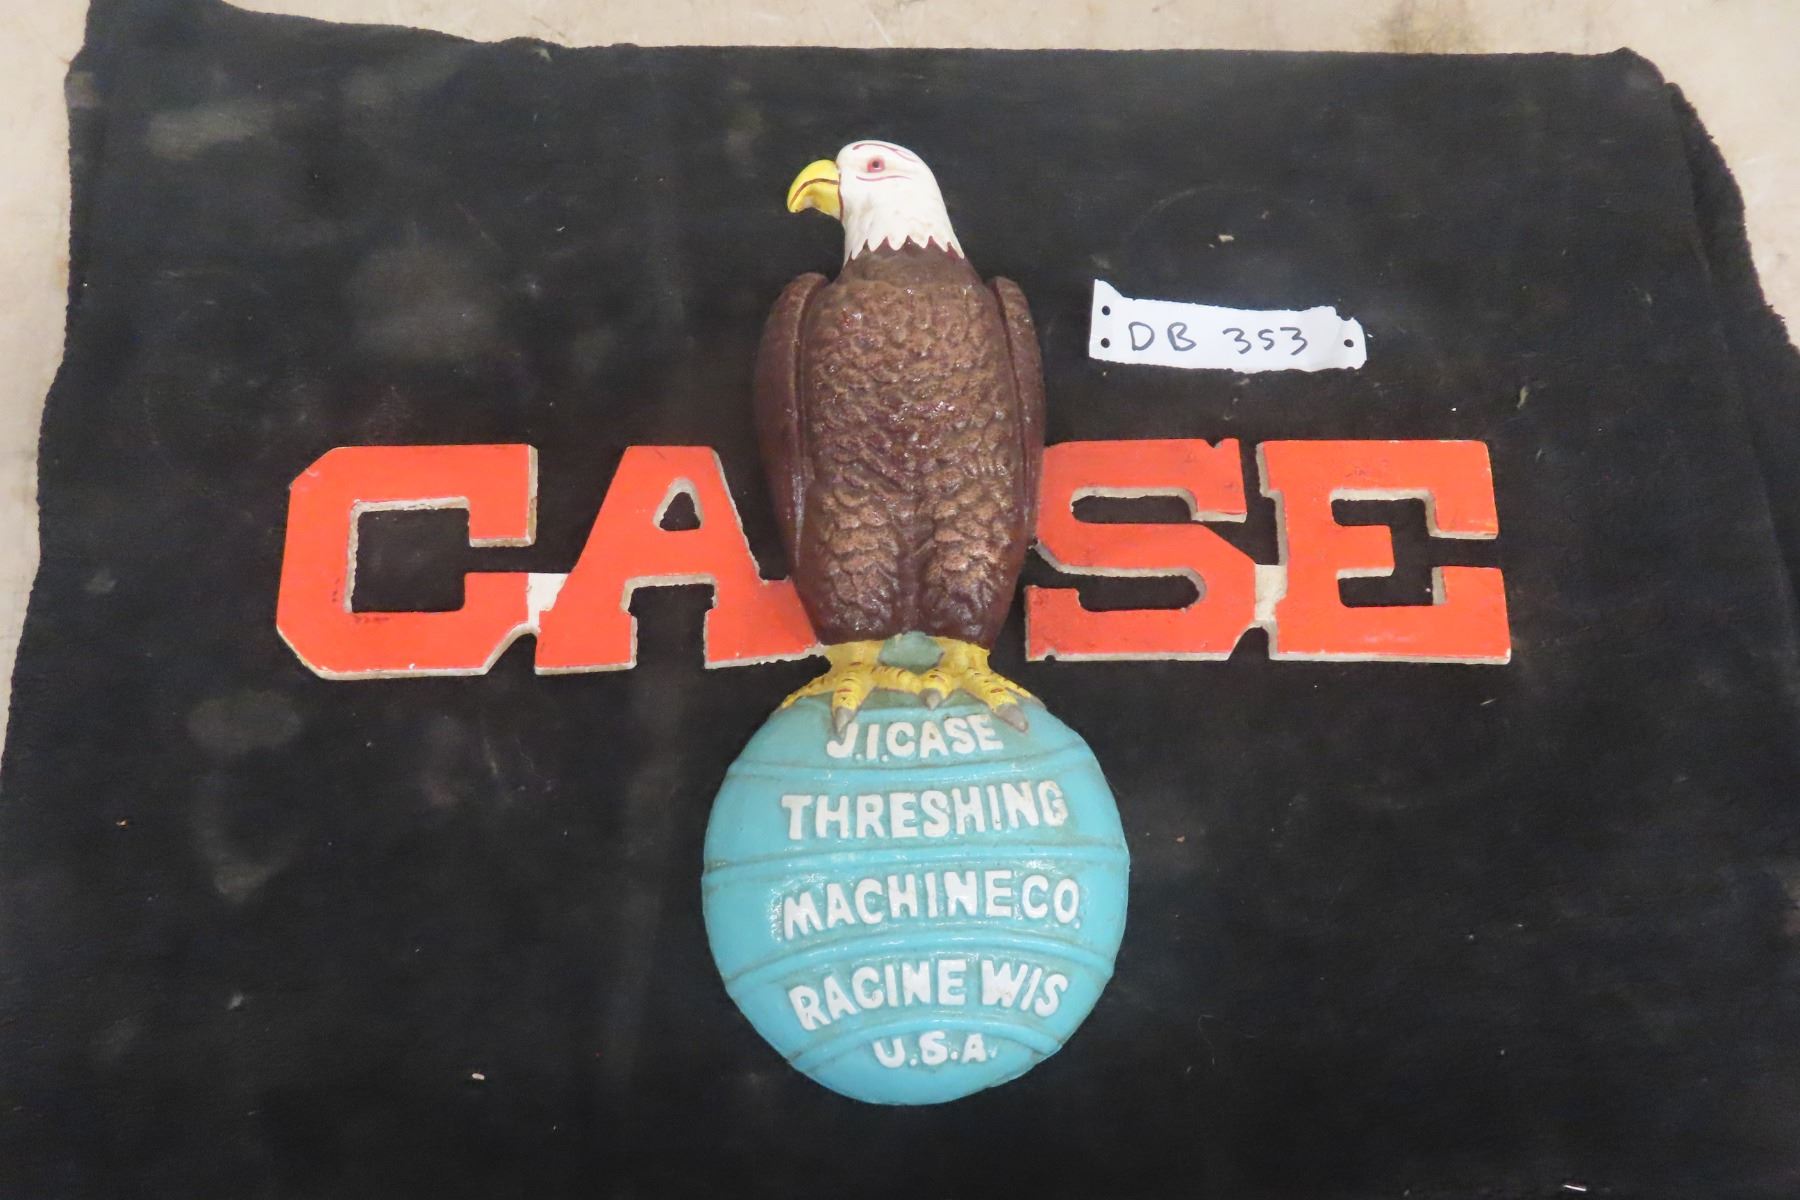 DB 353
CASE
J.I.CASE
THRESHING
MACHINE CO.
RACINE WIS
U.S.A.